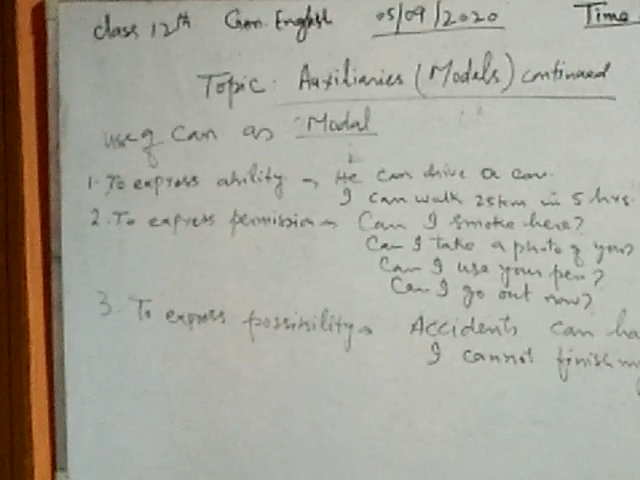 class 12th Gen. English 05/09/2020 Time
Topic: Auxiliaries (Modals) continued
use of Can as Modal
1. To express ability → He can drive a car.
I can walk 25km in 5 hrs.
2. To express permission → Can I smoke here?
Can I take a photo of you?
Can I use your pen?
Can I go out now?
3. To express possibility → Accidents can ha
I cannot finish my